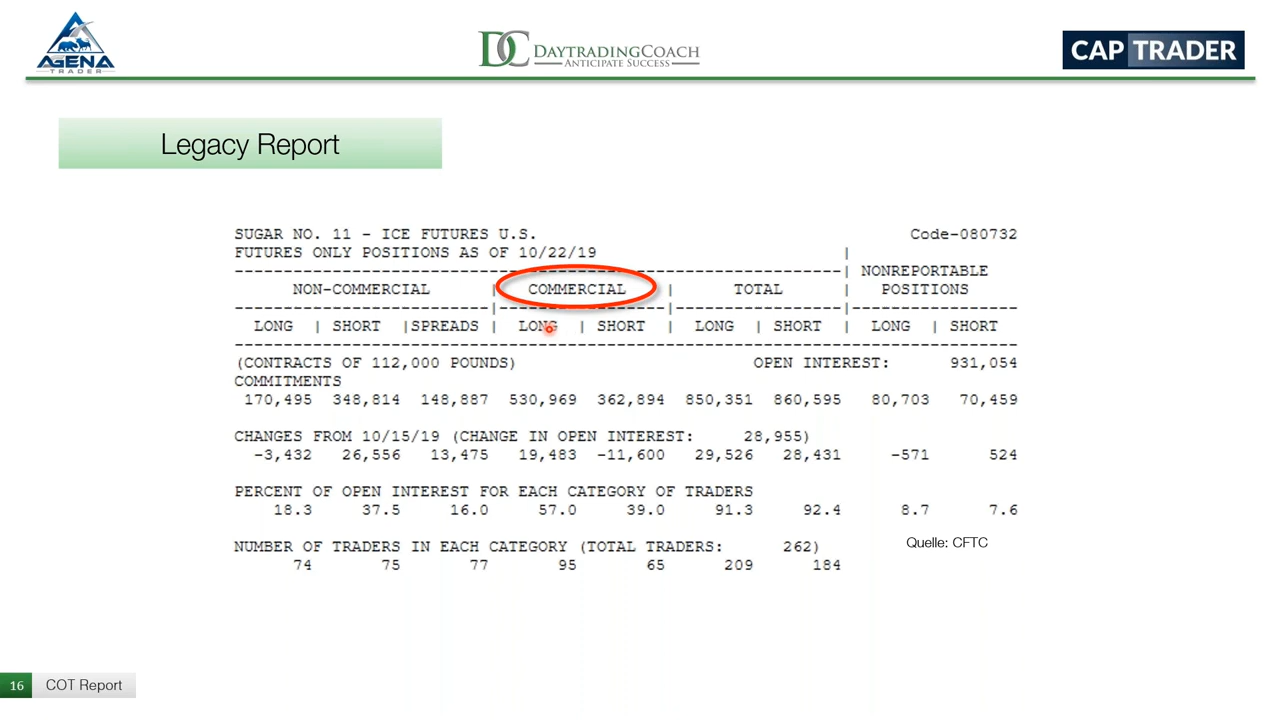 AGENA
TRADER
DC DAYTRADINGCOACH
ANTICIPATE SUCCESS
CAP TRADER
Legacy Report
SUGAR NO. 11 - ICE FUTURES U.S. Code-080732
FUTURES ONLY POSITIONS AS OF 10/22/19 |
--------------------------------------------------------------| NONREPORTABLE
NON-COMMERCIAL | COMMERCIAL | TOTAL | POSITIONS
--------------------------|--------------------|---------------------|-----------------
LONG | SHORT |SPREADS | LONG | SHORT | LONG | SHORT | LONG | SHORT
--------------------------------------------------------------------------------
(CONTRACTS OF 112,000 POUNDS) OPEN INTEREST: 931,054
COMMITMENTS
170,495 348,814 148,887 530,969 362,894 850,351 860,595 80,703 70,459
CHANGES FROM 10/15/19 (CHANGE IN OPEN INTEREST: 28,955)
-3,432 26,556 13,475 19,483 -11,600 29,526 28,431 -571 524
PERCENT OF OPEN INTEREST FOR EACH CATEGORY OF TRADERS
18.3 37.5 16.0 57.0 39.0 91.3 92.4 8.7 7.6
NUMBER OF TRADERS IN EACH CATEGORY (TOTAL TRADERS: 262)
74 75 77 95 65 209 184
Quelle: CFTC
16 COT Report